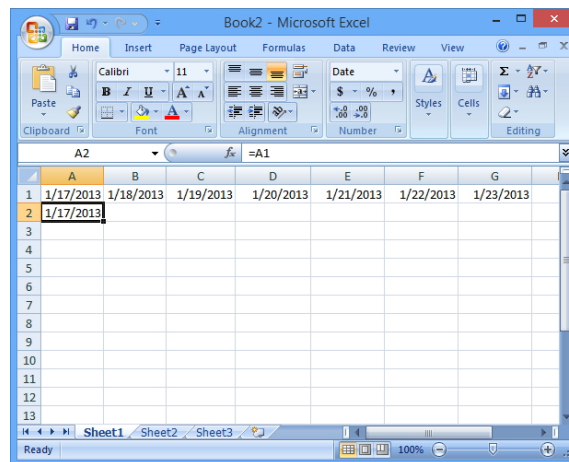 Book2 - Microsoft Excel
Home Insert Page Layout Formulas Data Review View
Calibri 11 Date
Paste B I U A A $ % , Styles Cells Σ
Clipboard Font Alignment Number Editing
A2 fx =A1
A B C D E F G
1 1/17/2013 1/18/2013 1/19/2013 1/20/2013 1/21/2013 1/22/2013 1/23/2013
2 1/17/2013
3
4
5
6
7
8
9
10
11
12
13
Sheet1 Sheet2 Sheet3
Ready 100%